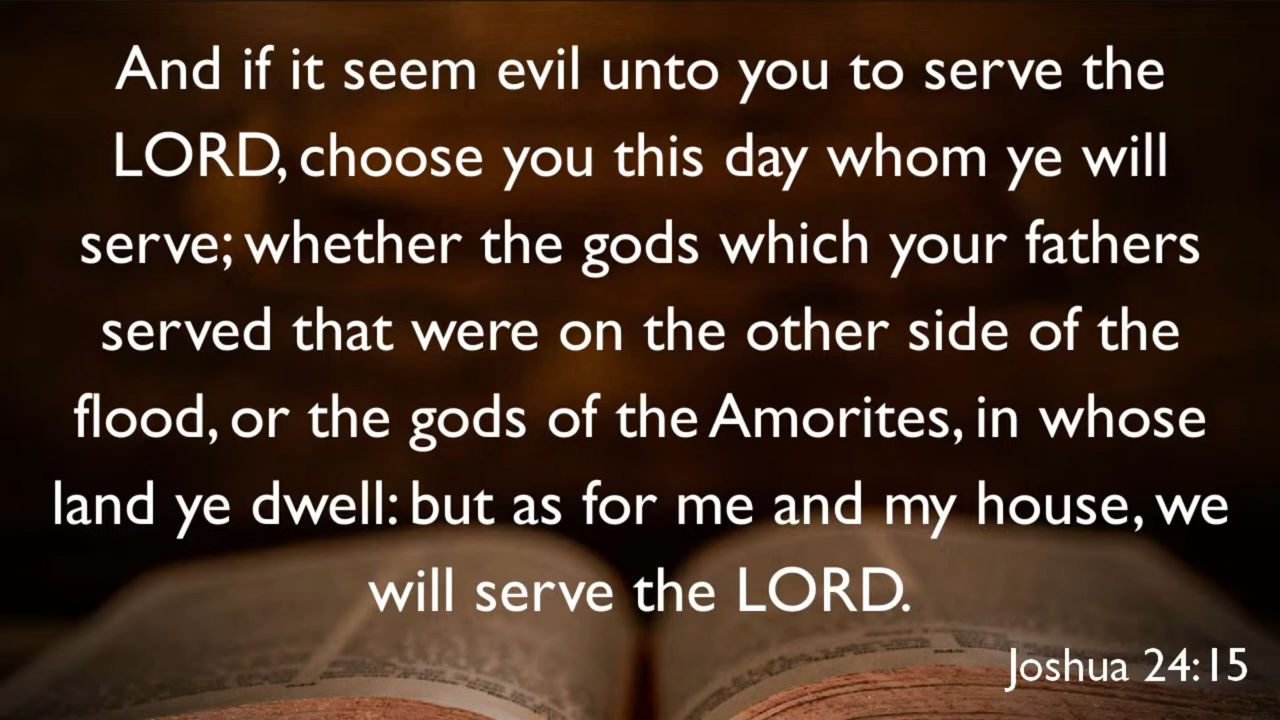 And if it seem evil unto you to serve the
LORD, choose you this day whom ye will
serve; whether the gods which your fathers
served that were on the other side of the
flood, or the gods of the Amorites, in whose
land ye dwell: but as for me and my house, we
will serve the LORD.
Joshua 24:15